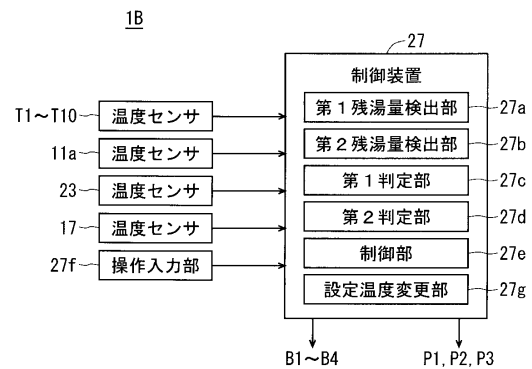 1B
27
制御装置
T1～T10 温度センサ
11a 温度センサ
23 温度センサ
17 温度センサ
27f 操作入力部
第1残湯量検出部 27a
第2残湯量検出部 27b
第1判定部 27c
第2判定部 27d
制御部 27e
設定温度変更部 27g
B1～B4
P1, P2, P3